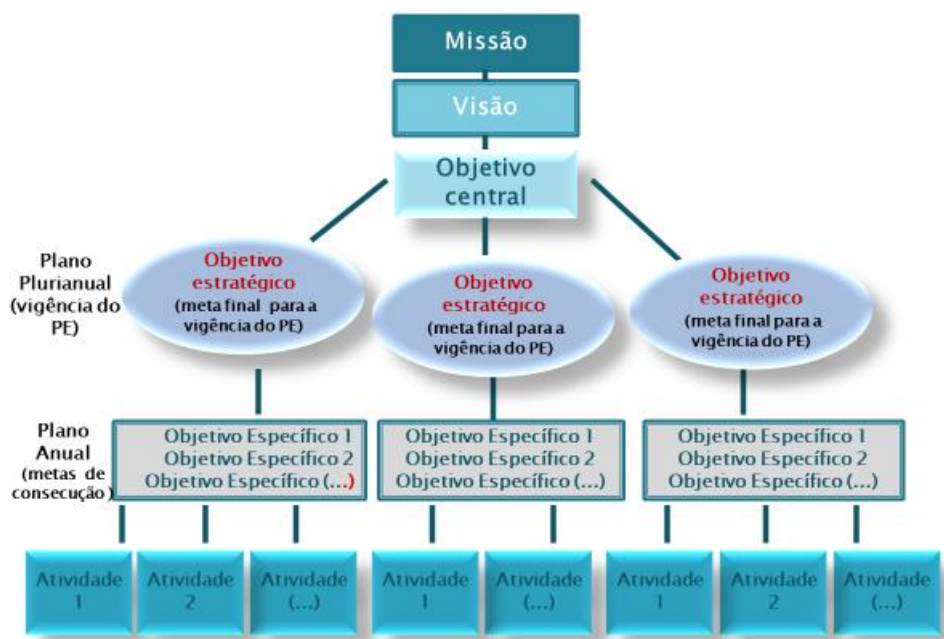 Missão
Visão
Objetivo
central
Plano
Plurianual
(vigência do
PE)
Objetivo
estratégico
(meta final para a
vigência do PE)
Objetivo
estratégico
(meta final para a
vigência do PE)
Objetivo
estratégico
(meta final para a
vigência do PE)
Plano
Anual
(metas de
consecução)
Objetivo Específico 1
Objetivo Específico 2
Objetivo Específico (...)
Objetivo Específico 1
Objetivo Específico 2
Objetivo Específico (...)
Objetivo Específico 1
Objetivo Específico 2
Objetivo Específico (...)
Atividade
1
Atividade
2
Atividade
(...)
Atividade
1
Atividade
(...)
Atividade
1
Atividade
2
Atividade
(...)